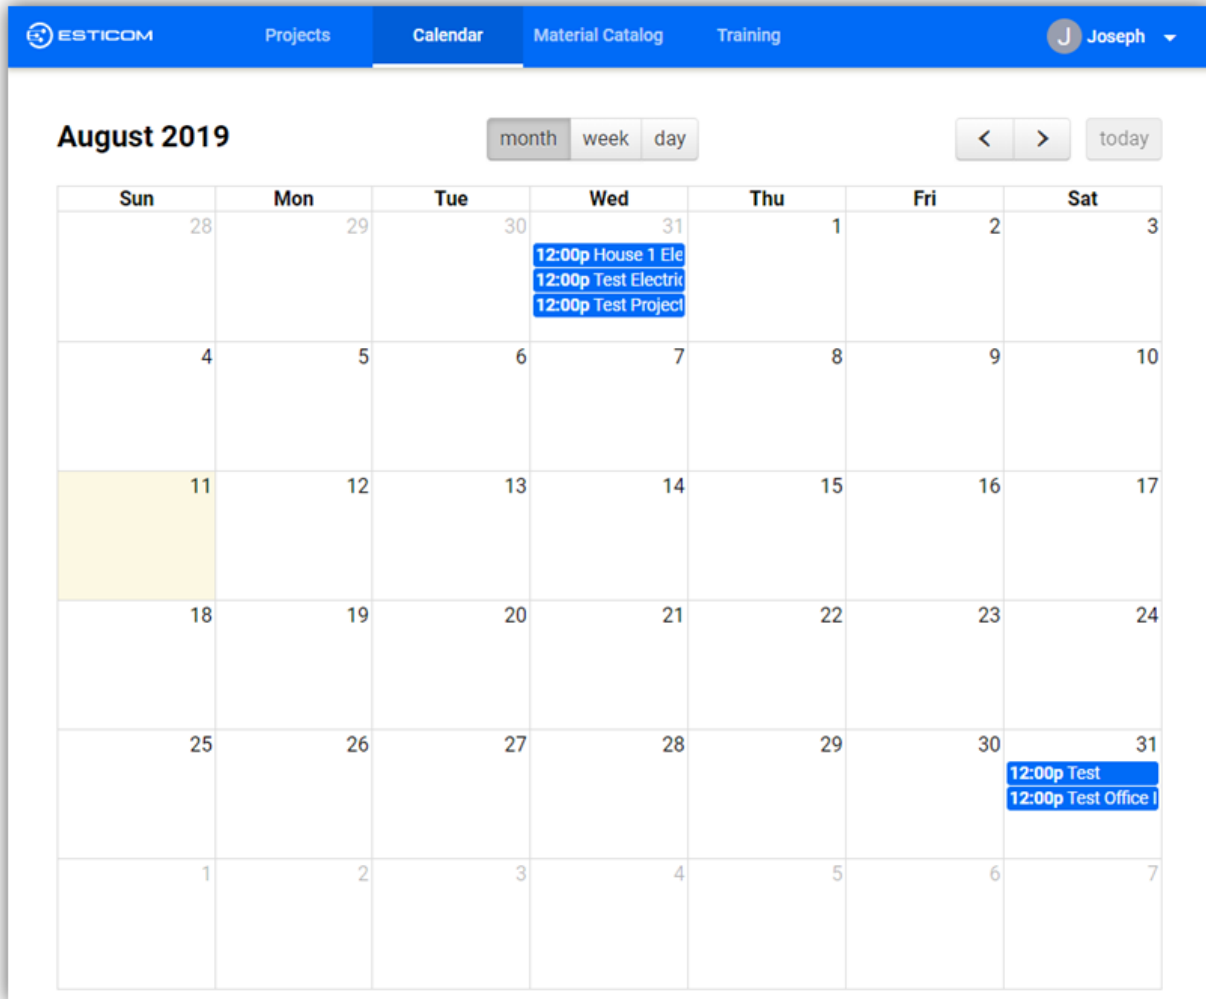 ESTICOM Projects Calendar Material Catalog Training J Joseph
August 2019 month week day < > today
Sun Mon Tue Wed Thu Fri Sat
28 29 30 31 1 2 3
12:00p House 1 Ele
12:00p Test Electric
12:00p Test Project
4 5 6 7 8 9 10
11 12 13 14 15 16 17
18 19 20 21 22 23 24
25 26 27 28 29 30 31
12:00p Test
12:00p Test Office
1 2 3 4 5 6 7